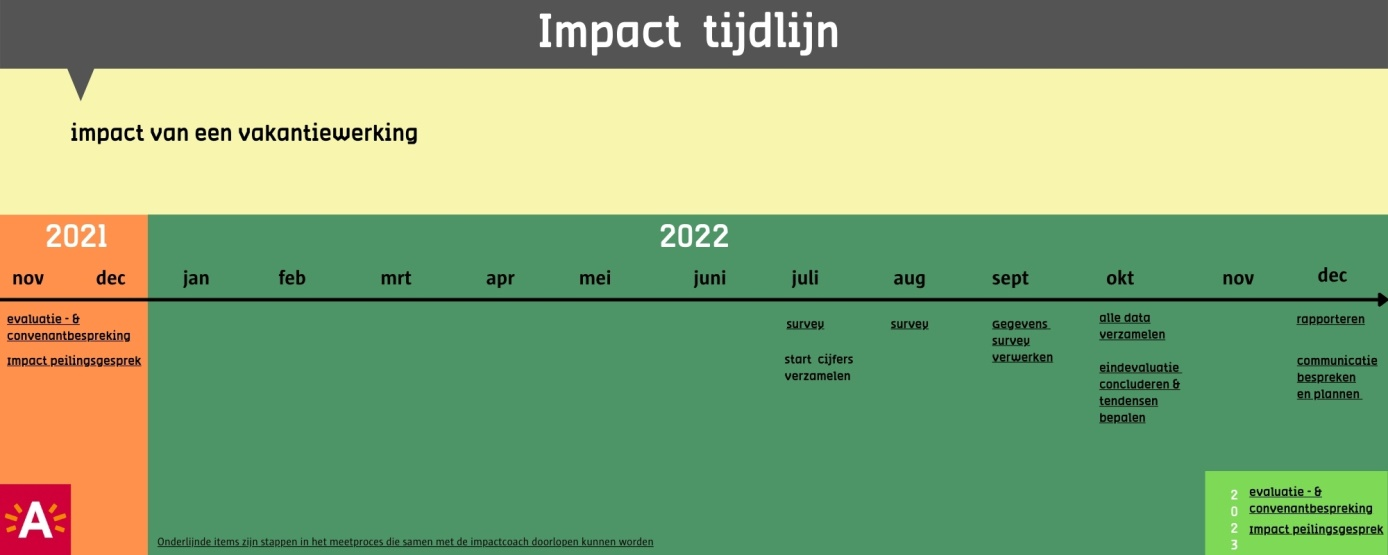 Impact tijdlijn
impact van een vakantiewerking
2021
2022
nov dec jan feb mrt apr mei juni juli aug sept okt nov dec
evaluatie - &
convenantbespreking
Impact peilingsgesprek
survey
start cijfers
verzamelen
survey
Gegevens
survey
verwerken
alle data
verzamelen
eindevaluatie
concluderen &
tendensen
bepalen
rapporteren
communicatie
bespreken
en plannen
2
0
2
3
evaluatie - &
convenantbespreking
Impact peilingsgesprek
A
Onderlijnde items zijn stappen in het meetproces die samen met de impactcoach doorlopen kunnen worden